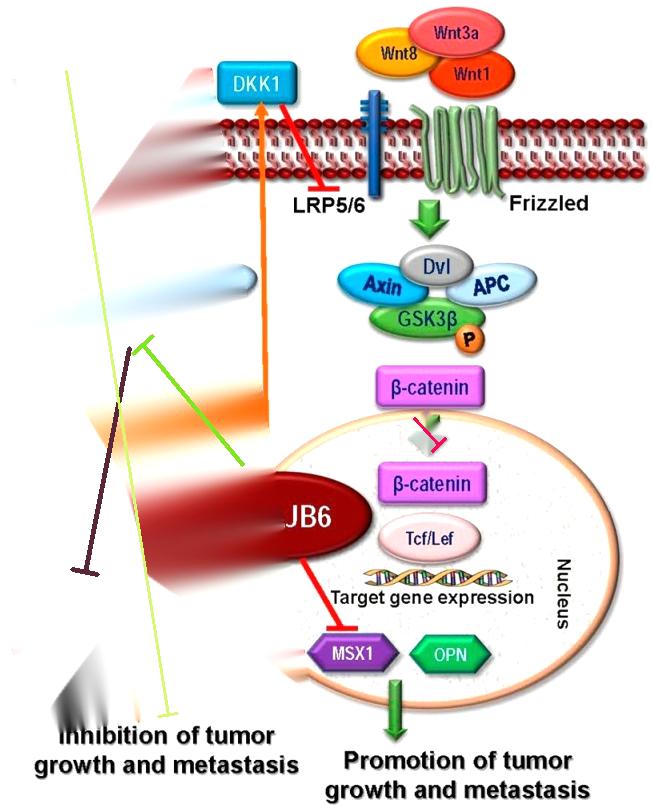 Wnt3a
Wnt8
Wnt1
DKK1
LRP5/6
Frizzled
Dvl
Axin
APC
GSK3β
P
β-catenin
β-catenin
JB6
Tcf/Lef
Nucleus
Target gene expression
MSX1
OPN
Inhibition of tumor
growth and metastasis
Promotion of tumor
growth and metastasis